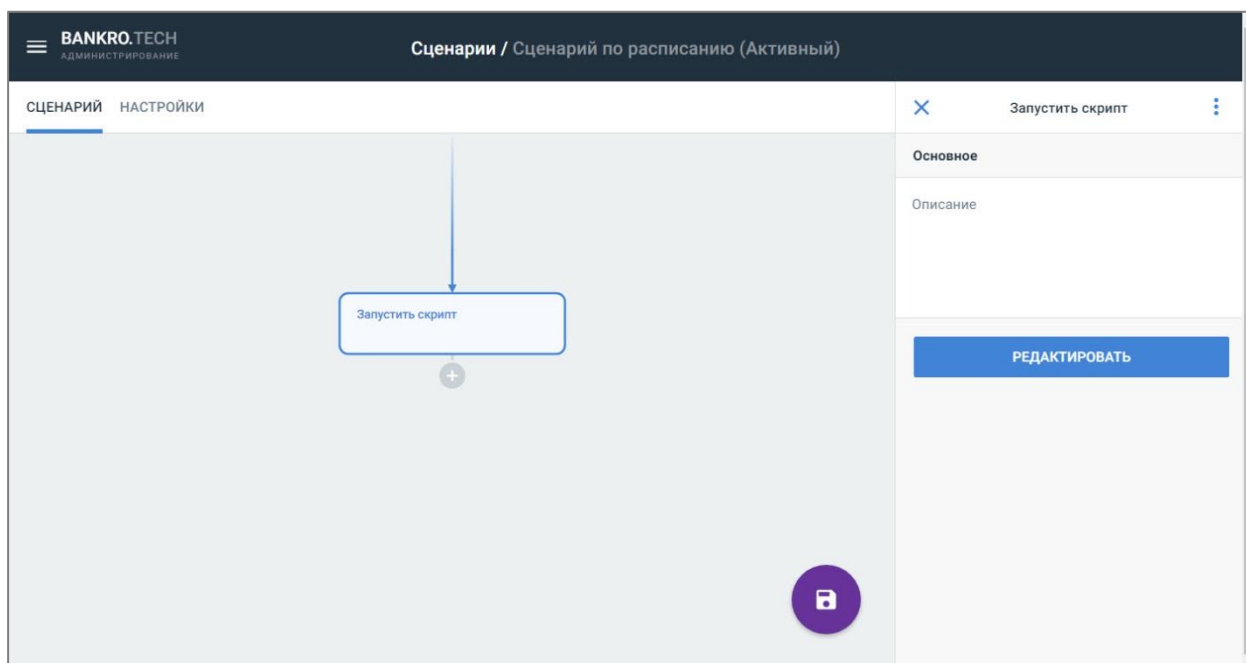 BANKRO.TECH
АДМИНИСТРИРОВАНИЕ
Сценарии / Сценарий по расписанию (Активный)
СЦЕНАРИЙ НАСТРОЙКИ
Запустить скрипт
Основное
Описание
Запустить скрипт
РЕДАКТИРОВАТЬ